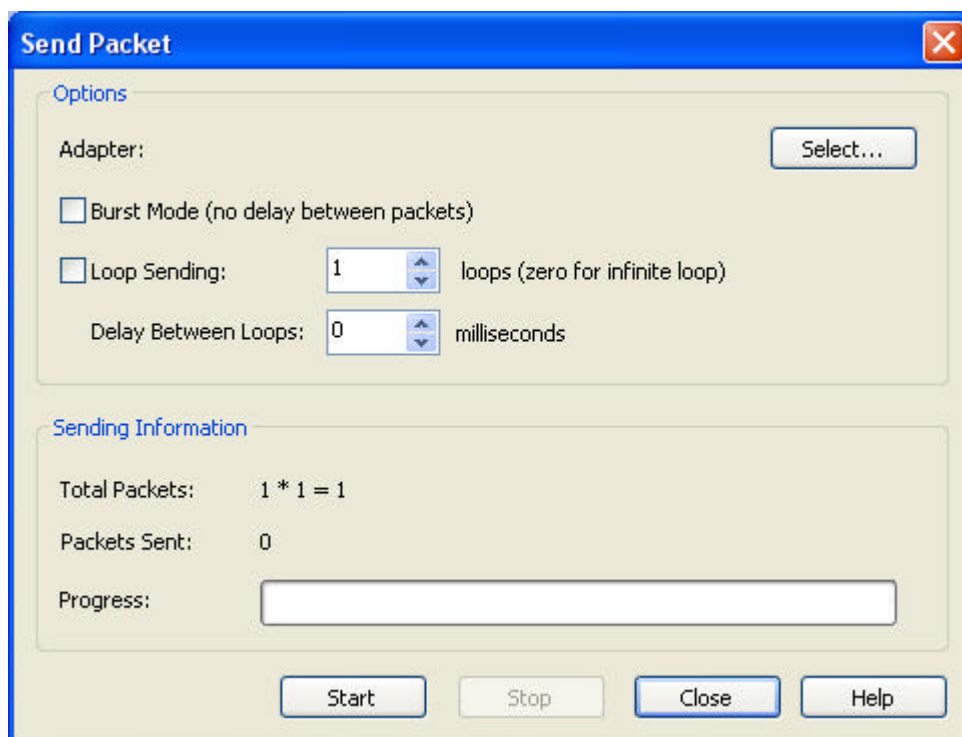 Send Packet
Options
Adapter: Select...
Burst Mode (no delay between packets)
Loop Sending: 1 loops (zero for infinite loop)
Delay Between Loops: 0 milliseconds
Sending Information
Total Packets: 1 * 1 = 1
Packets Sent: 0
Progress:
Start Stop Close Help